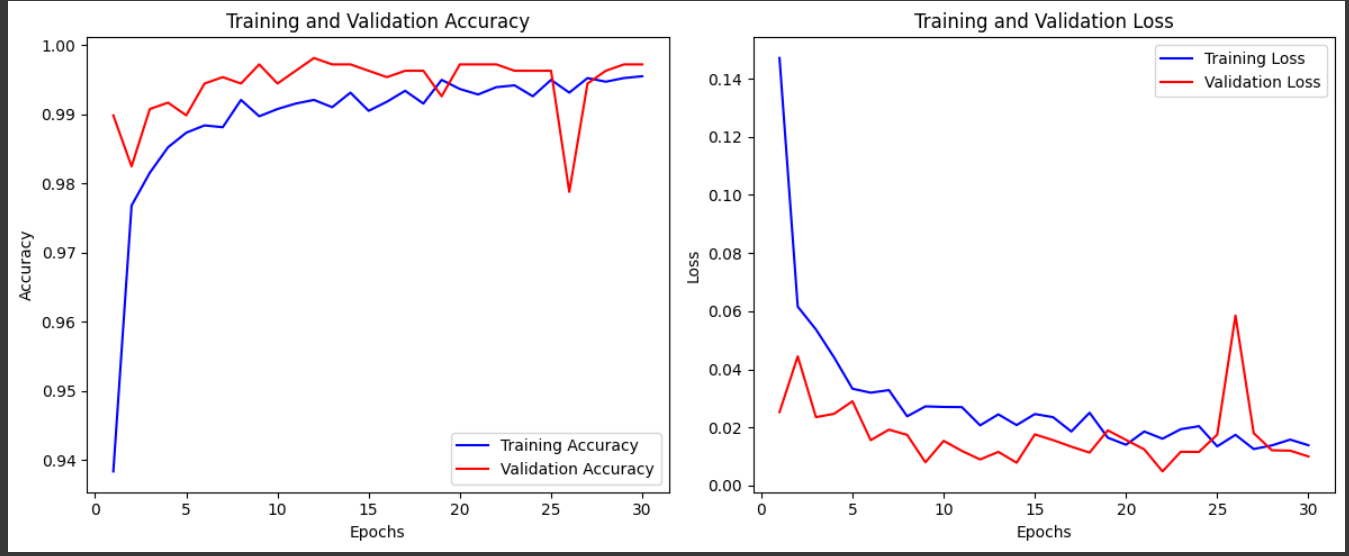 Training and Validation Accuracy
1.00
0.99
0.98
0.97
0.96
0.95
0.94
Accuracy
Training Accuracy
Validation Accuracy
0 5 10 15 20 25 30
Epochs
Training and Validation Loss
Training Loss
Validation Loss
0.14
0.12
0.10
0.08
0.06
0.04
0.02
0.00
Loss
0 5 10 15 20 25 30
Epochs